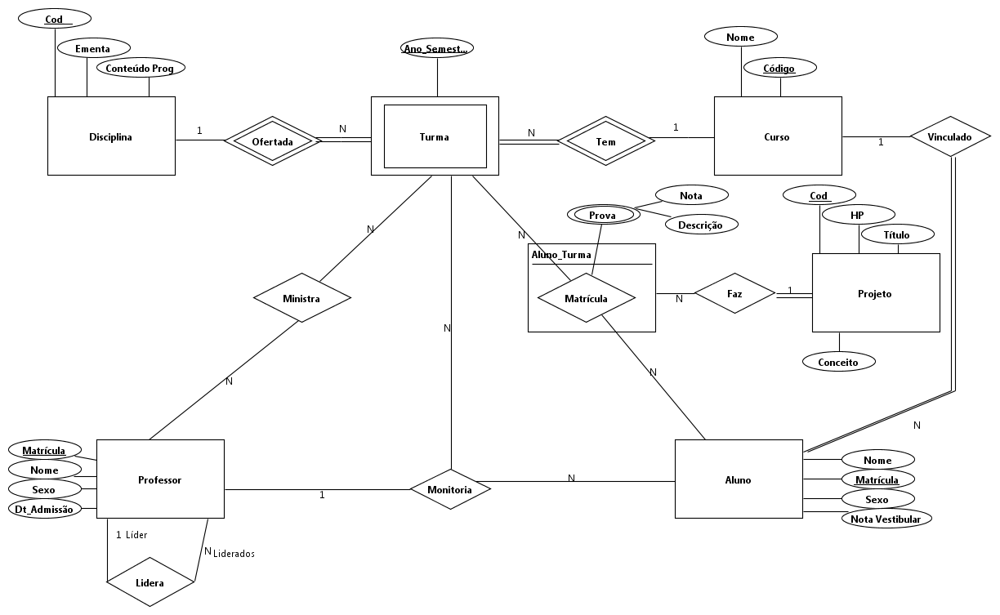 Cod
Ementa
Conteúdo Prog
Ano_Semest...
Nome
Código
Disciplina
1
Ofertada
N
Turma
N
Tem
1
Curso
1
Vinculado
Nota
Prova
Descrição
Cod
HP
Título
N
N
Aluno_Turma
Ministra
Matrícula
N
Faz
1
Projeto
N
Conceito
N
N
N
Matrícula
Nome
Sexo
Dt_Admissão
Professor
1
Monitoria
N
Aluno
Nome
Matrícula
Sexo
Nota Vestibular
1 Líder
N Liderados
Lidera